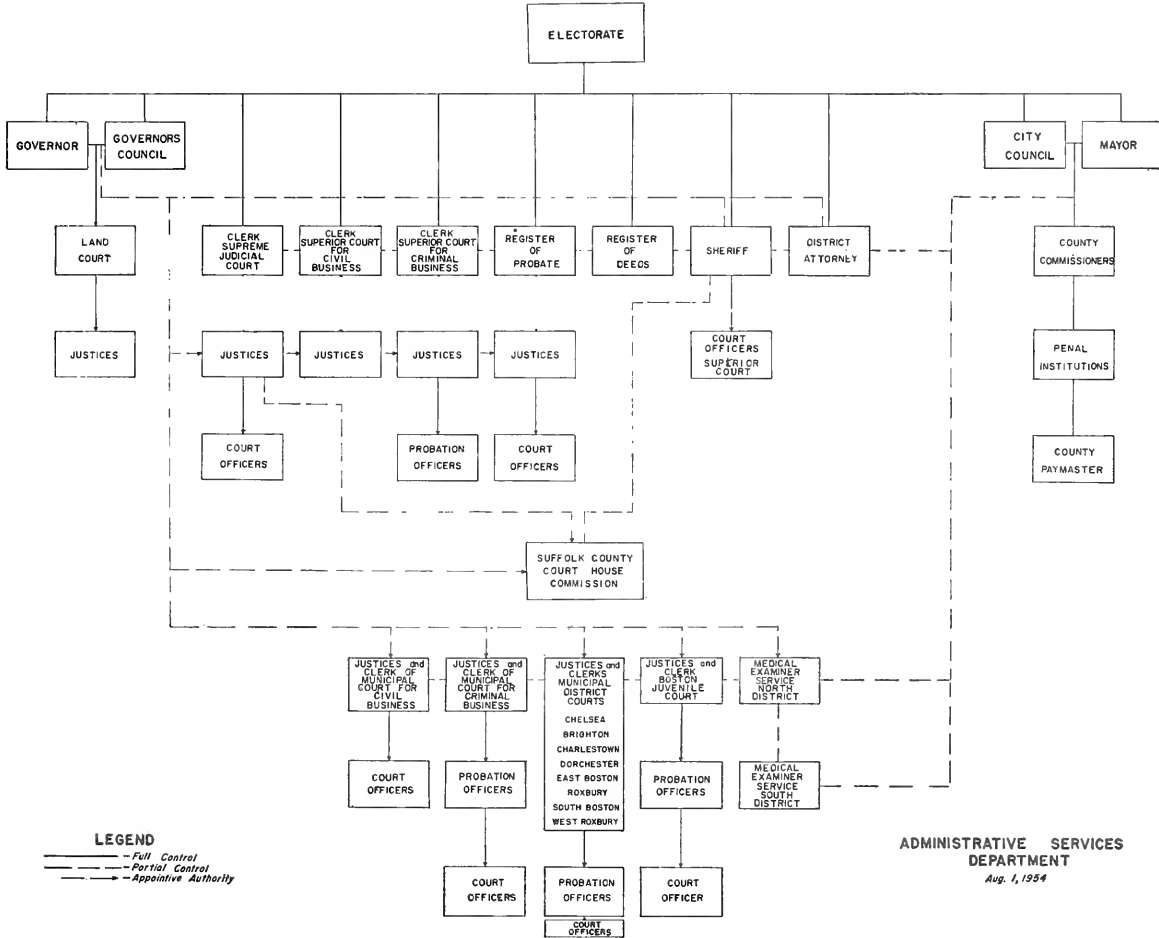 ELECTORATE
GOVERNOR
GOVERNORS
COUNCIL
CITY
COUNCIL
MAYOR
LAND
COURT
CLERK
SUPREME
JUDICIAL
COURT
CLERK
SUPERIOR COURT
FOR
CIVIL
BUSINESS
CLERK
SUPERIOR COURT
FOR
CRIMINAL
BUSINESS
REGISTER
OF
PROBATE
REGISTER
OF
DEEDS
SHERIFF
DISTRICT
ATTORNEY
COUNTY
COMMISSIONERS
JUSTICES
JUSTICES
JUSTICES
JUSTICES
JUSTICES
COURT
OFFICERS
SUPERIOR
COURT
PENAL
INSTITUTIONS
COURT
OFFICERS
PROBATION
OFFICERS
COURT
OFFICERS
COUNTY
PAYMASTER
SUFFOLK COUNTY
COURT HOUSE
COMMISSION
JUSTICES and
CLERK OF
MUNICIPAL
COURT FOR
CIVIL
BUSINESS
JUSTICES and
CLERK OF
MUNICIPAL
COURT FOR
CRIMINAL
BUSINESS
JUSTICES and
CLERKS
MUNICIPAL
DISTRICT
COURTS
CHELSEA
BRIGHTON
CHARLESTOWN
DORCHESTER
EAST BOSTON
ROXBURY
SOUTH BOSTON
WEST ROXBURY
JUSTICES and
CLERK
BOSTON
JUVENILE
COURT
MEDICAL
EXAMINER
SERVICE
NORTH
DISTRICT
COURT
OFFICERS
PROBATION
OFFICERS
PROBATION
OFFICERS
MEDICAL
EXAMINER
SERVICE
SOUTH
DISTRICT
COURT
OFFICERS
PROBATION
OFFICERS
COURT
OFFICERS
COURT
OFFICER
LEGEND
- Full Control
- Partial Control
- Appointive Authority
ADMINISTRATIVE SERVICES
DEPARTMENT
Aug. 1, 1954